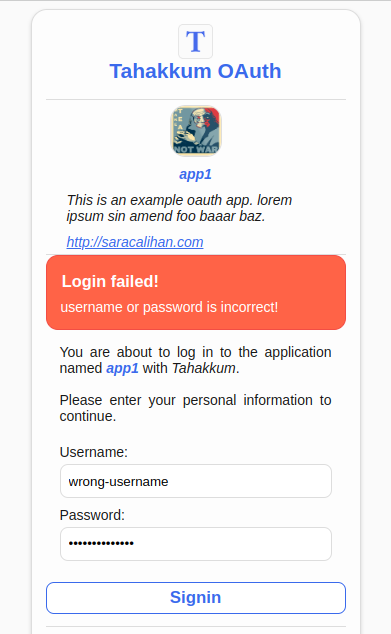 T
Tahakkum OAuth
TEA
NOT WAR
app1
This is an example oauth app. lorem
ipsum sin amend foo baaar baz.
http://saracalihan.com
Login failed!
username or password is incorrect!
You are about to log in to the application
named app1 with Tahakkum.
Please enter your personal information to
continue.
Username:
wrong-username
Password:
••••••••••••••
Signin